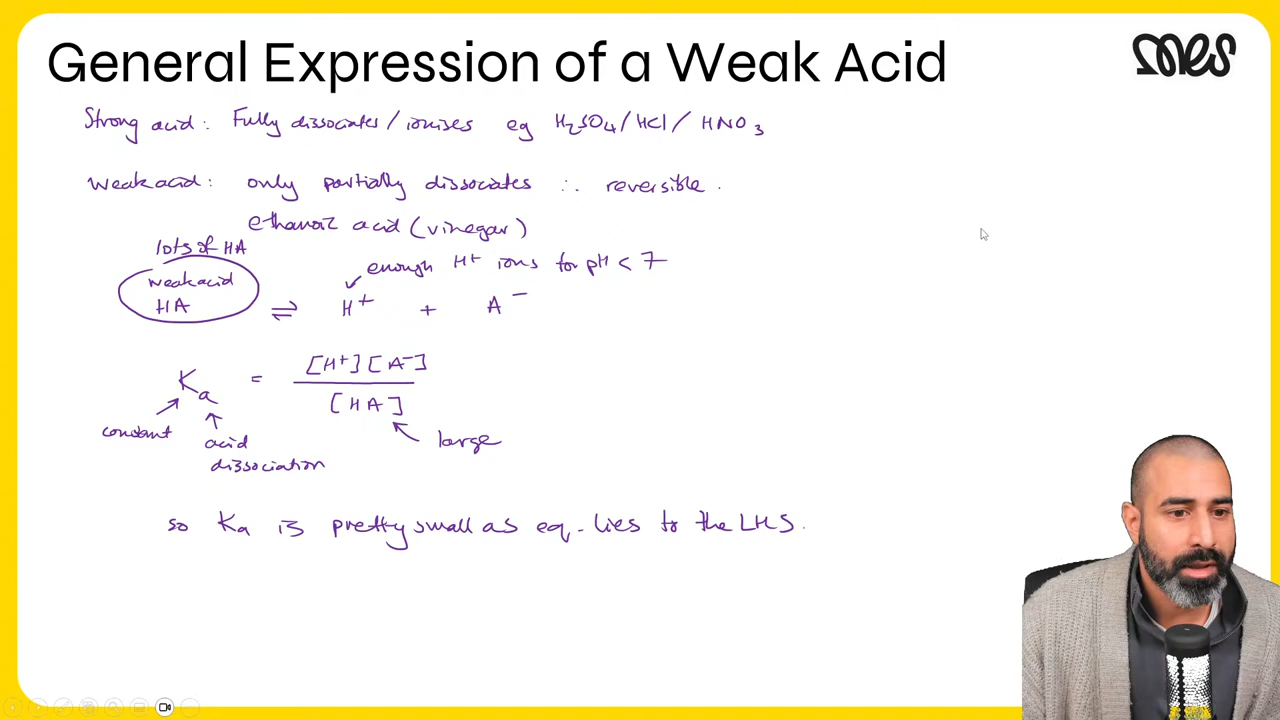 General Expression of a Weak Acid
Strong acid: Fully dissociates/ionises eg H₂SO₄/HCl/HNO₃
Weak acid: only partially dissociates ∴ reversible.
ethanoic acid (vinegar)
lots of HA
enough H⁺ ions for pH < 7
weak acid
HA ⇌ H⁺ + A⁻
Kₐ = [H⁺][A⁻] / [HA]
constant
acid
dissociation
large
so Ka is pretty small as eq. lies to the LHS.